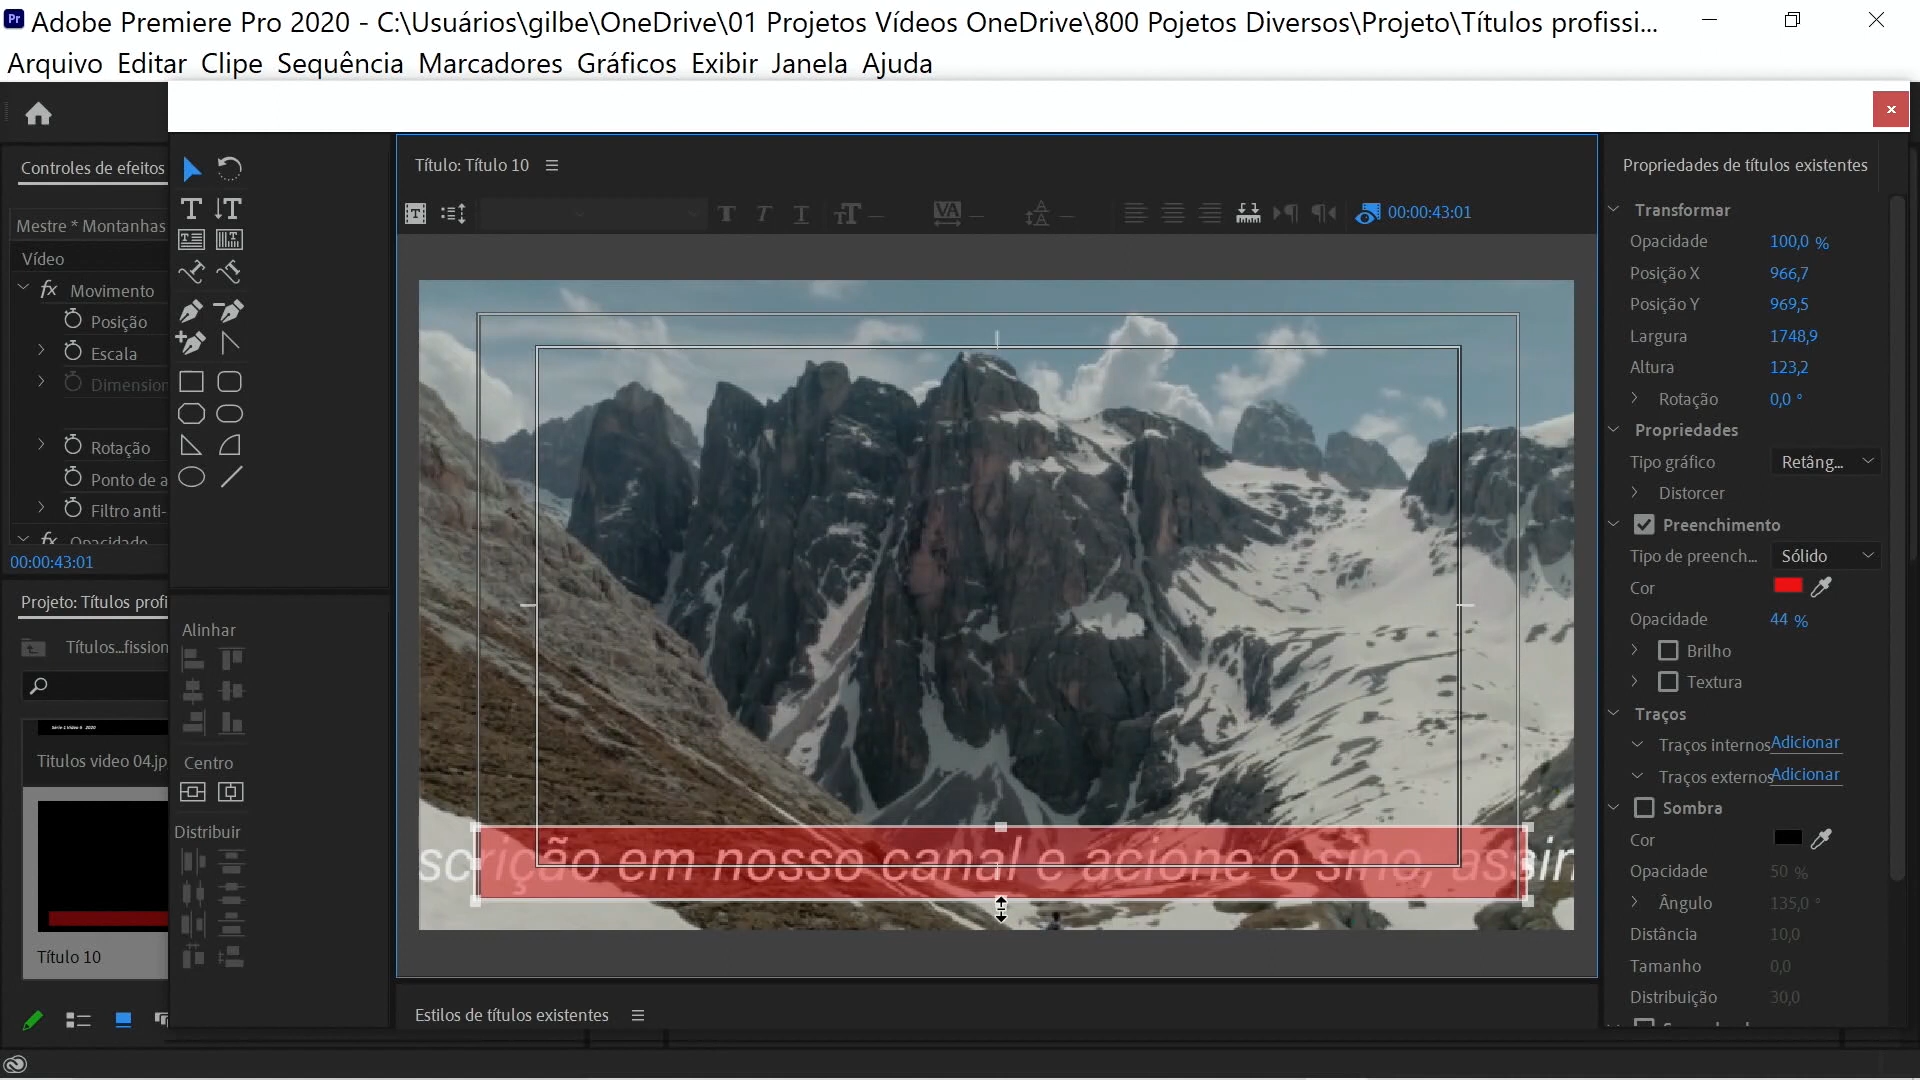 Adobe Premiere Pro 2020 - C:\Usuários\gilbe\OneDrive\01 Projetos Vídeos OneDrive\800 Pojetos Diversos\Projeto\Títulos profissi...
Arquivo Editar Clipe Sequência Marcadores Gráficos Exibir Janela Ajuda
Controles de efeitos
Mestre * Montanhas
Vídeo
fx Movimento
Posição
Escala
Dimension
Rotação
Ponto de a
Filtro anti-
fx Opacidade
00:00:43:01
Projeto: Títulos profi
Títulos...fission
Titulos video 04.jp
Título 10
Alinhar
Centro
Distribuir
Título: Título 10
00:00:43:01
scrição em nosso canal e acione o sino, assin
Estilos de títulos existentes
Propriedades de títulos existentes
Transformar
Opacidade 100,0 %
Posição X 966,7
Posição Y 969,5
Largura 1748,9
Altura 123,2
Rotação 0,0 °
Propriedades
Tipo gráfico Retâng...
Distorcer
Preenchimento
Tipo de preench... Sólido
Cor
Opacidade 44 %
Brilho
Textura
Traços
Traços internos Adicionar
Traços externos Adicionar
Sombra
Cor
Opacidade 50 %
Ângulo 135,0 °
Distância 10,0
Tamanho 0,0
Distribuição 30,0